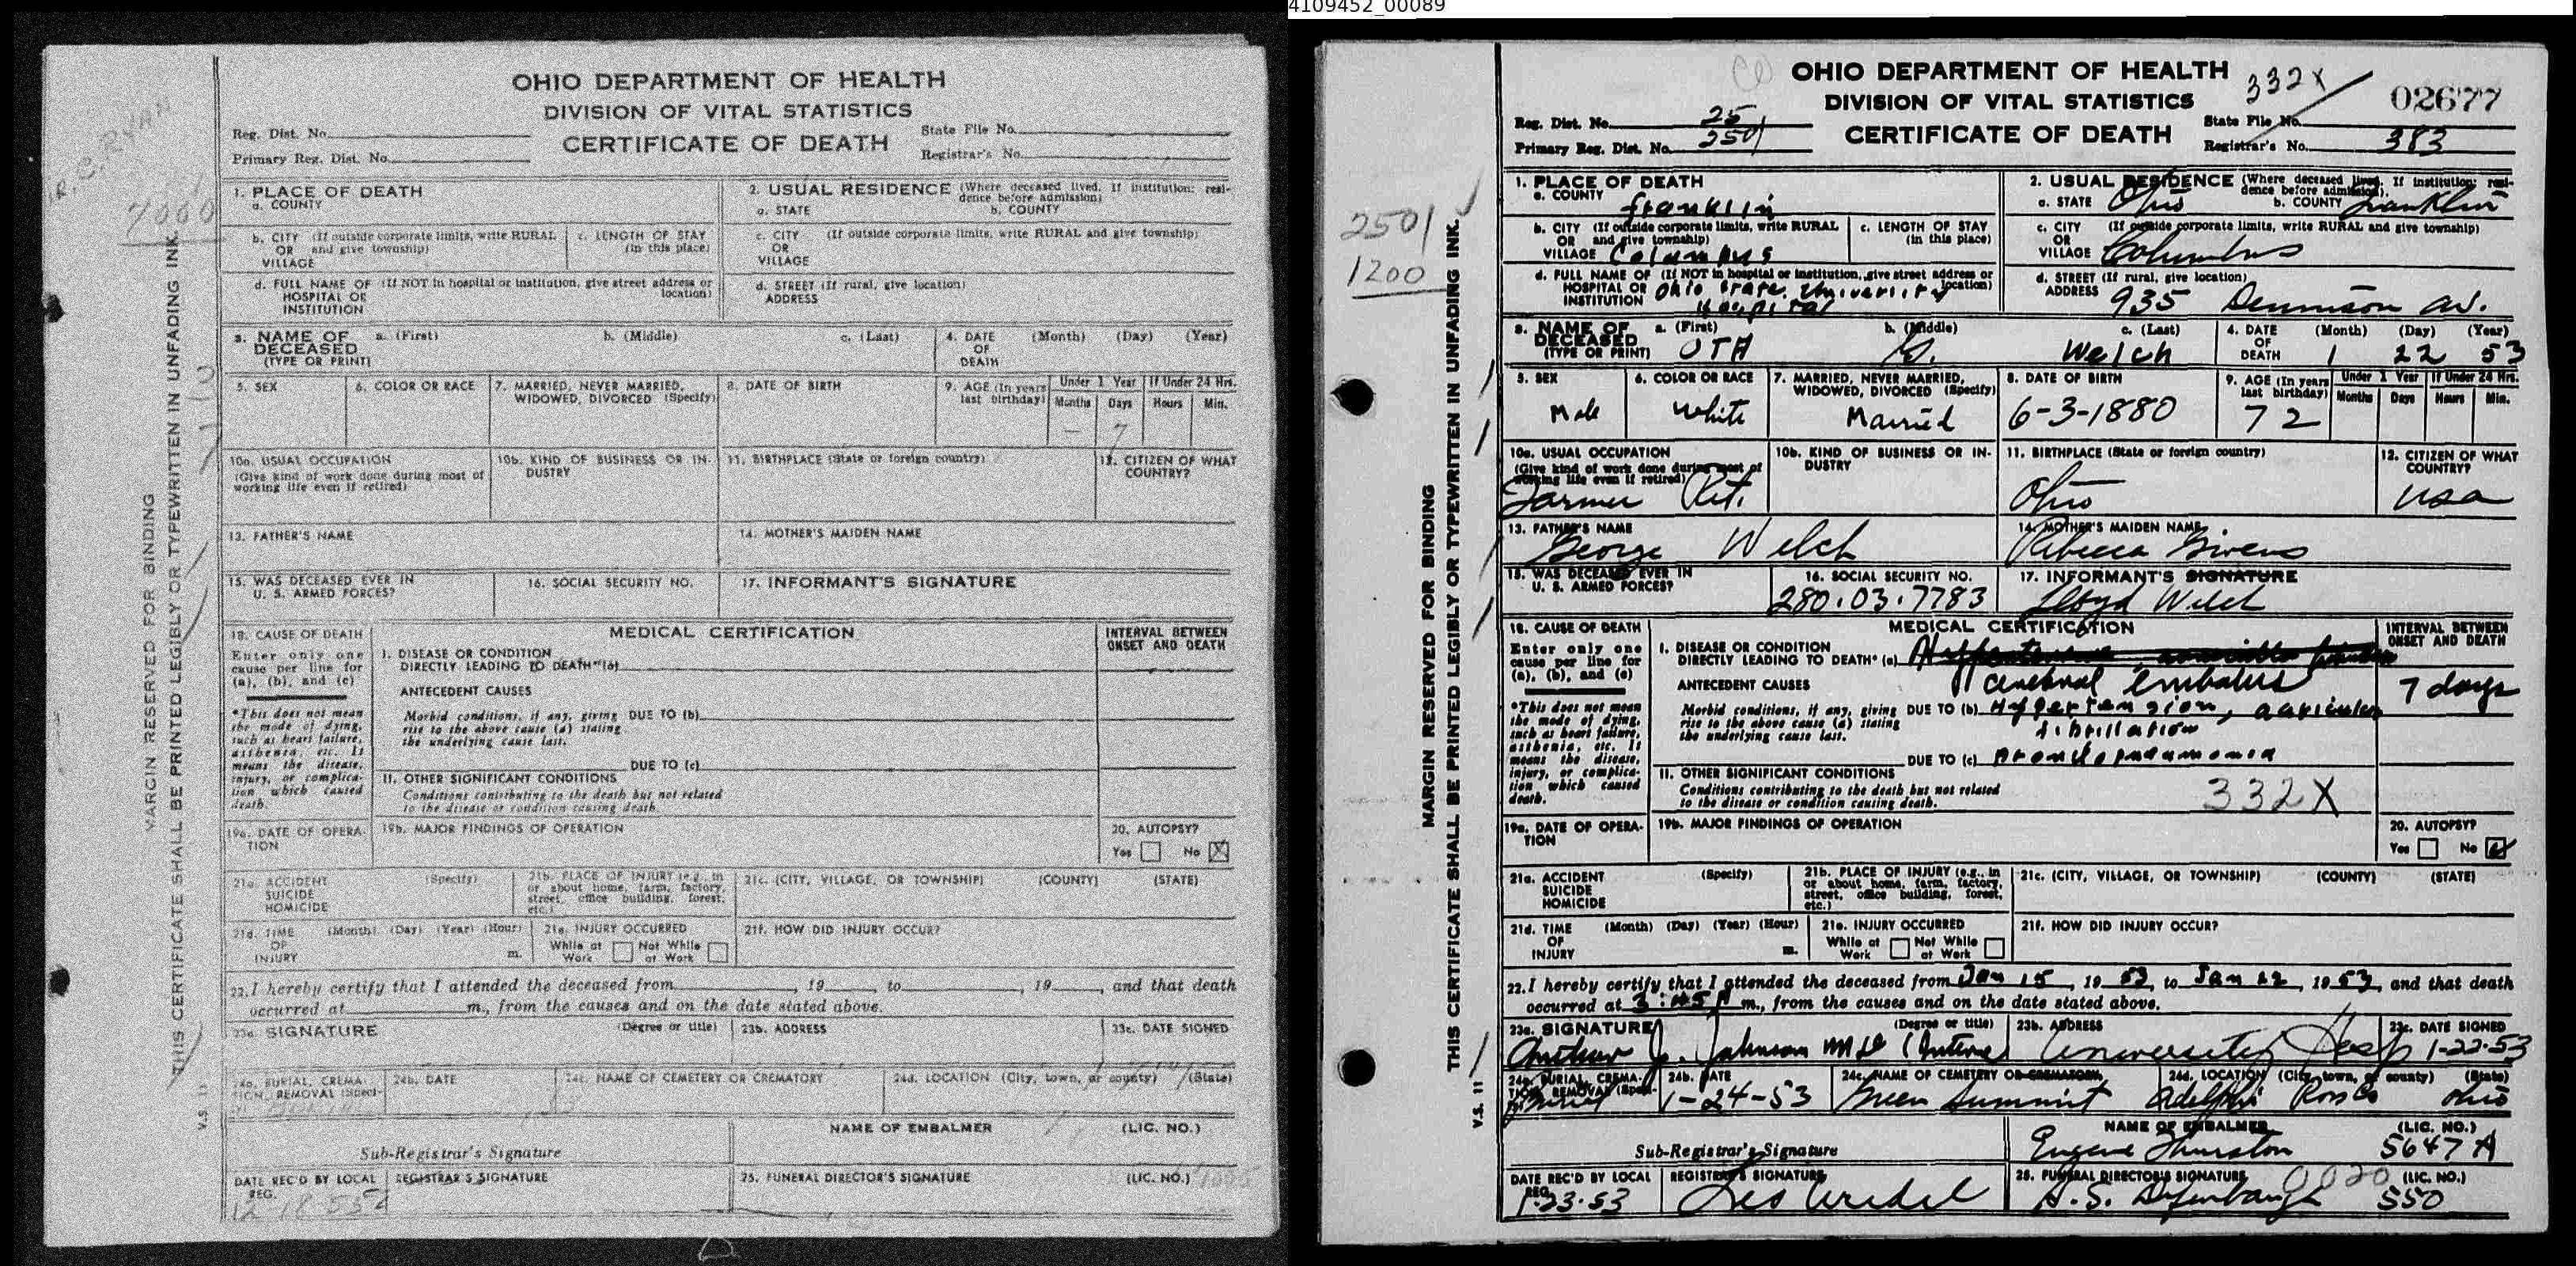 4109452_00089
R. C. RYAN
7000
OHIO DEPARTMENT OF HEALTH
DIVISION OF VITAL STATISTICS
CERTIFICATE OF DEATH
Reg. Dist. No.
Primary Reg. Dist. No.
State File No.
Registrar's No.
1. PLACE OF DEATH
a. COUNTY
2. USUAL RESIDENCE (Where deceased lived. If institution: residence before admission)
a. STATE b. COUNTY
b. CITY (If outside corporate limits, write RURAL
OR and give township)
VILLAGE
c. LENGTH OF STAY
(in this place)
c. CITY (If outside corporate limits, write RURAL and give township)
OR
VILLAGE
d. FULL NAME OF (If NOT in hospital or institution, give street address or
HOSPITAL OR location)
INSTITUTION
d. STREET (If rural, give location)
ADDRESS
3. NAME OF a. (First) b. (Middle) c. (Last)
DECEASED
(TYPE OR PRINT)
4. DATE (Month) (Day) (Year)
OF
DEATH
5. SEX
6. COLOR OR RACE
7. MARRIED, NEVER MARRIED,
WIDOWED, DIVORCED (Specify)
8. DATE OF BIRTH
9. AGE (In years
last birthday)
Under 1 Year If Under 24 Hrs.
Months Days Hours Min.
— 7
10a. USUAL OCCUPATION
(Give kind of work done during most of
working life even if retired)
10b. KIND OF BUSINESS OR IN-
DUSTRY
11. BIRTHPLACE (State or foreign country)
12. CITIZEN OF WHAT
COUNTRY?
13. FATHER'S NAME
14. MOTHER'S MAIDEN NAME
15. WAS DECEASED EVER IN
U. S. ARMED FORCES?
16. SOCIAL SECURITY NO.
17. INFORMANT'S SIGNATURE
18. CAUSE OF DEATH
Enter only one
cause per line for
(a), (b), and (c)
*This does not mean
the mode of dying,
such as heart failure,
asthenia, etc. It
means the disease,
injury, or complica-
tion which caused
death.
MEDICAL CERTIFICATION
INTERVAL BETWEEN
ONSET AND DEATH
I. DISEASE OR CONDITION
DIRECTLY LEADING TO DEATH* (a)
ANTECEDENT CAUSES
Morbid conditions, if any, giving DUE TO (b)
rise to the above cause (a) stating
the underlying cause last.
DUE TO (c)
II. OTHER SIGNIFICANT CONDITIONS
Conditions contributing to the death but not related
to the disease or condition causing death.
19a. DATE OF OPERA-
TION
19b. MAJOR FINDINGS OF OPERATION
20. AUTOPSY?
Yes No X
21a. ACCIDENT (Specify)
SUICIDE
HOMICIDE
21b. PLACE OF INJURY (e.g., in
or about home, farm, factory,
street, office building, forest,
etc.)
21c. (CITY, VILLAGE, OR TOWNSHIP) (COUNTY) (STATE)
21d. TIME (Month) (Day) (Year) (Hour)
OF
INJURY m.
21e. INJURY OCCURRED
While at Not While
Work at Work
21f. HOW DID INJURY OCCUR?
22. I hereby certify that I attended the deceased from , 19 , to , 19 , and that death
occurred at m., from the causes and on the date stated above.
23a. SIGNATURE (Degree or title)
23b. ADDRESS
23c. DATE SIGNED
24a. BURIAL, CREMA-
TION, REMOVAL (Speci-
24b. DATE
24c. NAME OF CEMETERY OR CREMATORY
24d. LOCATION (City, town, or county) (State)
Sub-Registrar's Signature
NAME OF EMBALMER (LIC. NO.)
DATE REC'D BY LOCAL
REG.
REGISTRAR'S SIGNATURE
25. FUNERAL DIRECTOR'S SIGNATURE (LIC. NO.)
MARGIN RESERVED FOR BINDING
THIS CERTIFICATE SHALL BE PRINTED LEGIBLY OR TYPEWRITTEN IN UNFADING INK.
V.S. 11
OHIO DEPARTMENT OF HEALTH
DIVISION OF VITAL STATISTICS
CERTIFICATE OF DEATH
332X
02677
Reg. Dist. No. 25
Primary Reg. Dist. No. 2501
State File No.
Registrar's No. 383
2501
1200
1. PLACE OF DEATH
a. COUNTY Franklin
2. USUAL RESIDENCE (Where deceased lived. If institution: resi-
dence before admission).
a. STATE Ohio b. COUNTY Franklin
b. CITY (If outside corporate limits, write RURAL
OR and give township)
VILLAGE Columbus
c. LENGTH OF STAY
(in this place)
c. CITY (If outside corporate limits, write RURAL and give township)
OR
VILLAGE Columbus
d. FULL NAME OF (If NOT in hospital or institution, give street address or
HOSPITAL OR location)
INSTITUTION Ohio State University
Hospital
d. STREET (If rural, give location)
ADDRESS 935 Dennison av.
3. NAME OF a. (First) b. (Middle) c. (Last)
DECEASED
(TYPE OR PRINT) OTA G. Welch
4. DATE (Month) (Day) (Year)
OF
DEATH 1 22 53
5. SEX
Male
6. COLOR OR RACE
White
7. MARRIED, NEVER MARRIED,
WIDOWED, DIVORCED (Specify)
Married
8. DATE OF BIRTH
6-3-1880
9. AGE (In years
last birthday)
72
Under 1 Year If Under 24 Hrs.
Months Days Hours Min.
10a. USUAL OCCUPATION
(Give kind of work done during most of
working life even if retired)
Farmer Ret.
10b. KIND OF BUSINESS OR IN-
DUSTRY
11. BIRTHPLACE (State or foreign country)
Ohio
12. CITIZEN OF WHAT
COUNTRY?
USA
13. FATHER'S NAME
George Welch
14. MOTHER'S MAIDEN NAME
Rebecca Givens
15. WAS DECEASED EVER IN
U. S. ARMED FORCES?
16. SOCIAL SECURITY NO.
280.03.7783
17. INFORMANT'S SIGNATURE
Lloyd Welch
18. CAUSE OF DEATH
Enter only one
cause per line for
(a), (b), and (c)
*This does not mean
the mode of dying,
such as heart failure,
asthenia, etc. It
means the disease,
injury, or complica-
tion which caused
death.
MEDICAL CERTIFICATION
INTERVAL BETWEEN
ONSET AND DEATH
I. DISEASE OR CONDITION
DIRECTLY LEADING TO DEATH* (a)
cerebral embolus 7 days
ANTECEDENT CAUSES
Morbid conditions, if any, giving DUE TO (b) Hypertension, auricular
rise to the above cause (a) stating fibrillation
the underlying cause last.
DUE TO (c) Bronchopneumonia
II. OTHER SIGNIFICANT CONDITIONS
Conditions contributing to the death but not related
to the disease or condition causing death.
332X
19a. DATE OF OPERA-
TION
19b. MAJOR FINDINGS OF OPERATION
20. AUTOPSY?
Yes No
21a. ACCIDENT (Specify)
SUICIDE
HOMICIDE
21b. PLACE OF INJURY (e.g., in
or about home, farm, factory,
street, office building, forest,
etc.)
21c. (CITY, VILLAGE, OR TOWNSHIP) (COUNTY) (STATE)
21d. TIME (Month) (Day) (Year) (Hour)
OF
INJURY m.
21e. INJURY OCCURRED
While at Not While
Work at Work
21f. HOW DID INJURY OCCUR?
22. I hereby certify that I attended the deceased from Jan 15, 19 53, to Jan 22, 19 53, and that death
occurred at 3:45 P m., from the causes and on the date stated above.
23a. SIGNATURE (Degree or title)
Arthur J. Johnson MD (Intern)
23b. ADDRESS
University Hosp
23c. DATE SIGNED
1-22-53
24a. BURIAL, CREMA-
TION, REMOVAL (Speci-
Burial
24b. DATE
1-24-53
24c. NAME OF CEMETERY OR CREMATORY
Green Summit
24d. LOCATION (City, town, or county) (State)
Adelphi Ross Co Ohio
Sub-Registrar's Signature
NAME OF EMBALMER (LIC. NO.)
Eugene Thurston 5647A
DATE REC'D BY LOCAL
REG.
1-23-53
REGISTRAR'S SIGNATURE
25. FUNERAL DIRECTOR'S SIGNATURE (LIC. NO.)
H. S. Defenbaugh 550
MARGIN RESERVED FOR BINDING
THIS CERTIFICATE SHALL BE PRINTED LEGIBLY OR TYPEWRITTEN IN UNFADING INK.
V.S. 11